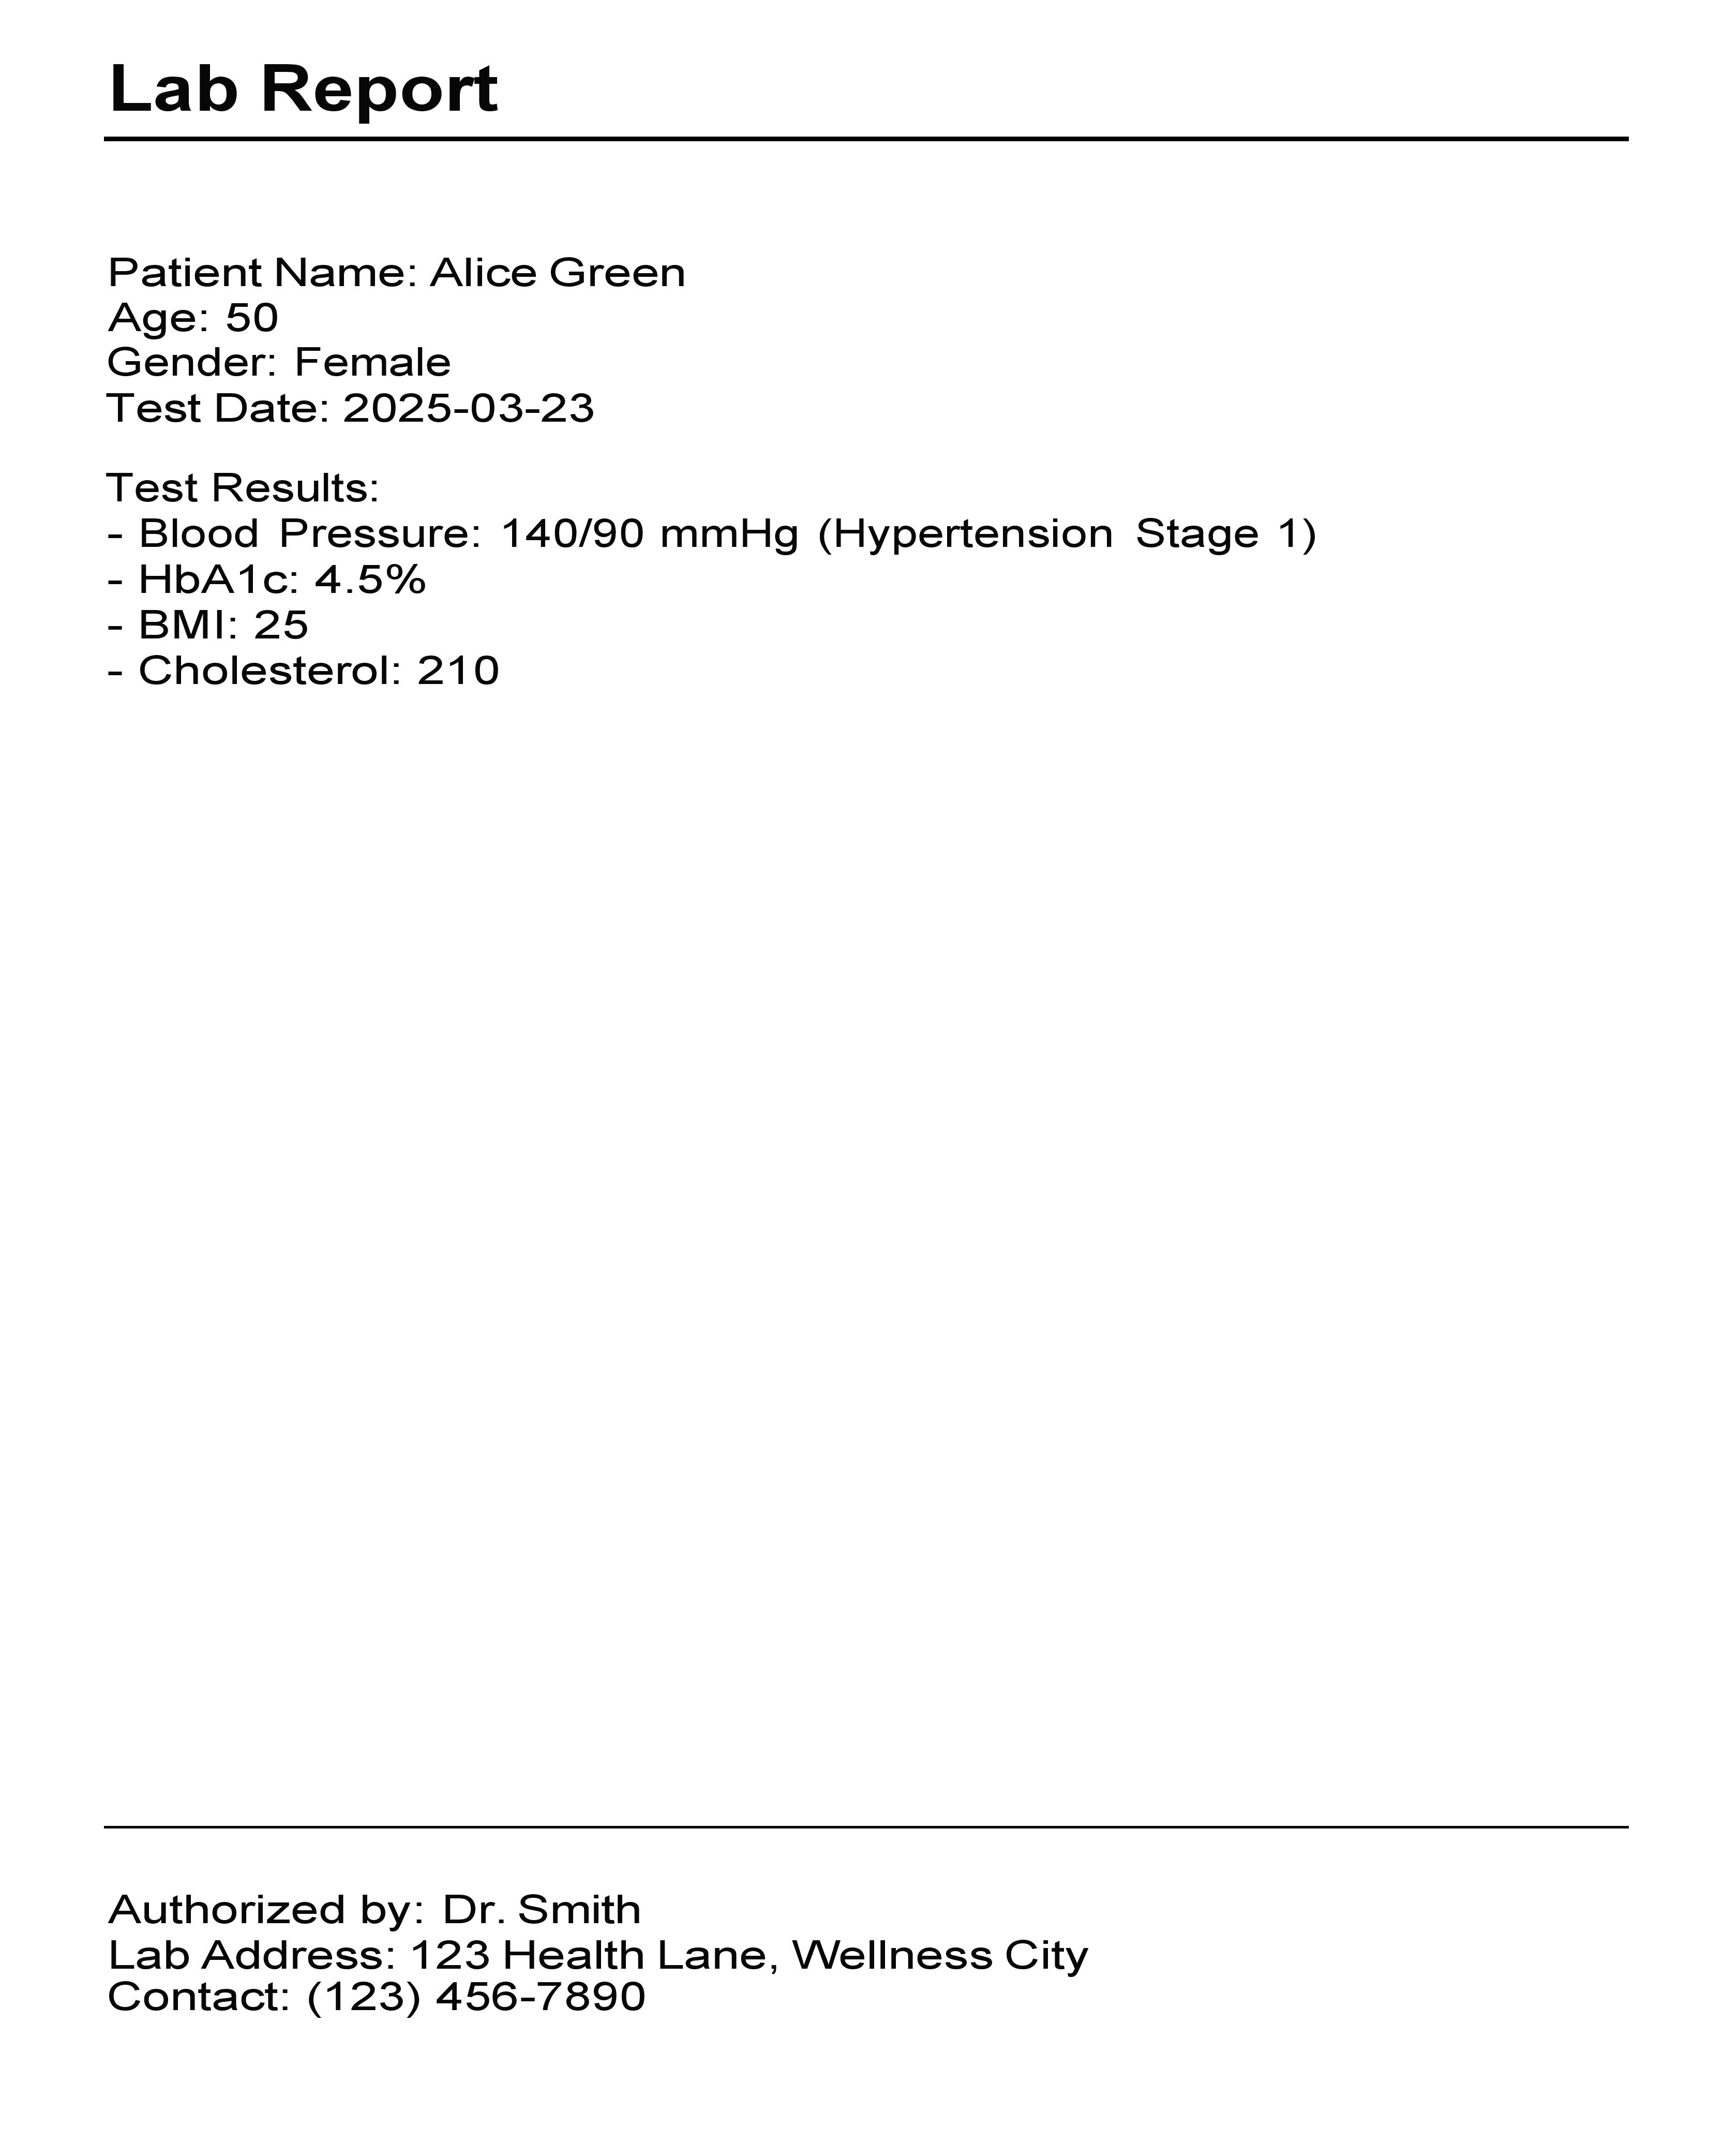 Lab Report
Patient Name: Alice Green
Age: 50
Gender: Female
Test Date: 2025-03-23
Test Results:
- Blood Pressure: 140/90 mmHg (Hypertension Stage 1)
- HbA1c: 4.5%
- BMI: 25
- Cholesterol: 210
Authorized by: Dr. Smith
Lab Address: 123 Health Lane, Wellness City
Contact: (123) 456-7890